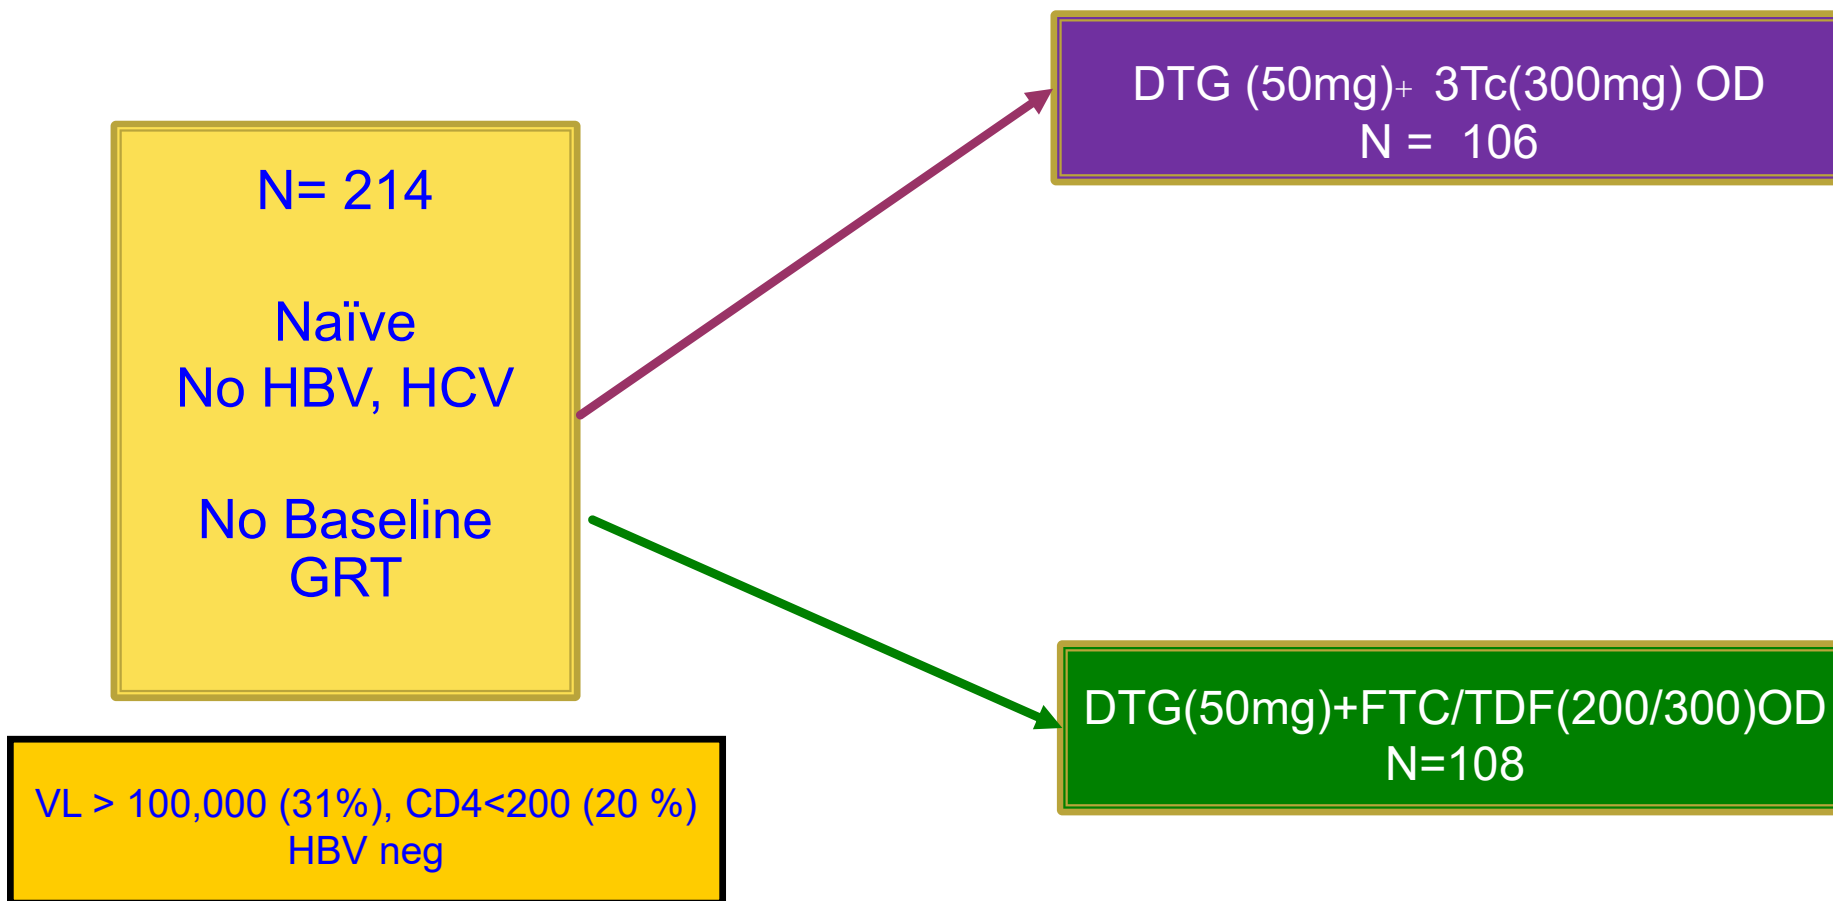 N= 214
Naïve
No HBV, HCV
No Baseline
GRT
VL > 100,000 (31%), CD4<200 (20 %)
HBV neg
DTG (50mg)+ 3Tc(300mg) OD
N = 106
DTG(50mg)+FTC/TDF(200/300)OD
N=108